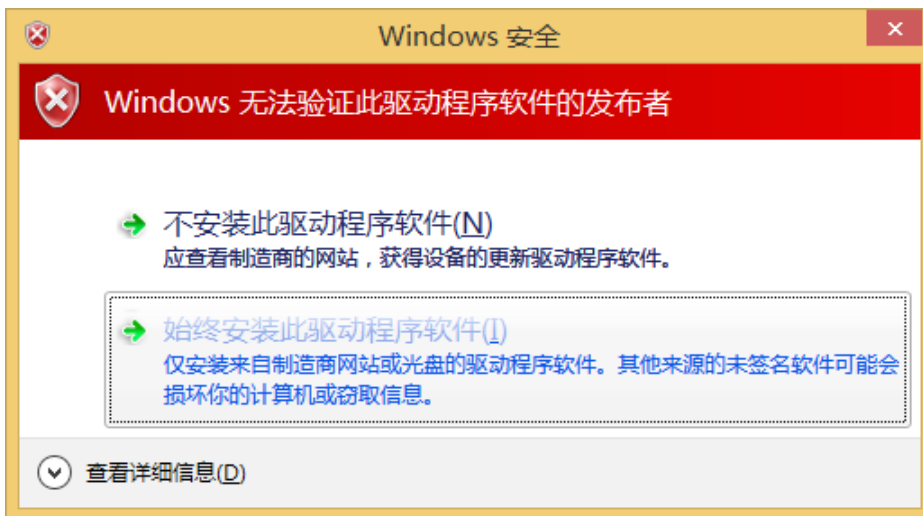 Windows 安全
Windows 无法验证此驱动程序软件的发布者
不安装此驱动程序软件(N)
应查看制造商的网站，获得设备的更新驱动程序软件。
始终安装此驱动程序软件(I)
仅安装来自制造商网站或光盘的驱动程序软件。其他来源的未签名软件可能会
损坏你的计算机或窃取信息。
查看详细信息(D)